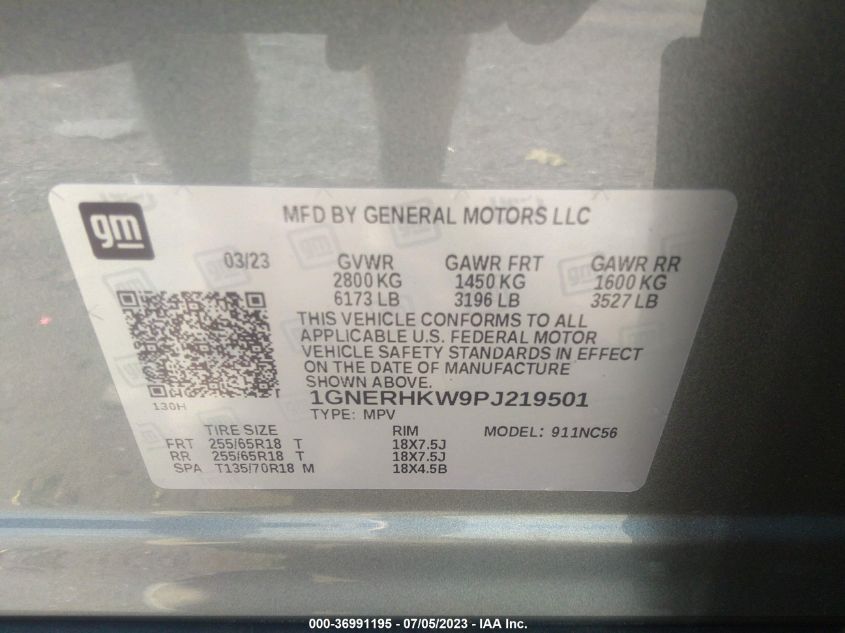 gm
MFD BY GENERAL MOTORS LLC
03/23 GVWR GAWR FRT GAWR RR
2800 KG 1450 KG 1600 KG
6173 LB 3196 LB 3527 LB
THIS VEHICLE CONFORMS TO ALL
APPLICABLE U.S. FEDERAL MOTOR
VEHICLE SAFETY STANDARDS IN EFFECT
ON THE DATE OF MANUFACTURE
SHOWN ABOVE.
1GNERHKW9PJ219501
130H
TYPE: MPV
TIRE SIZE RIM MODEL: 911NC56
FRT 255/65R18 T 18X7.5J
RR 255/65R18 T 18X7.5J
SPA T135/70R18 M 18X4.5B
000-36991195 - 07/05/2023 - IAA Inc.